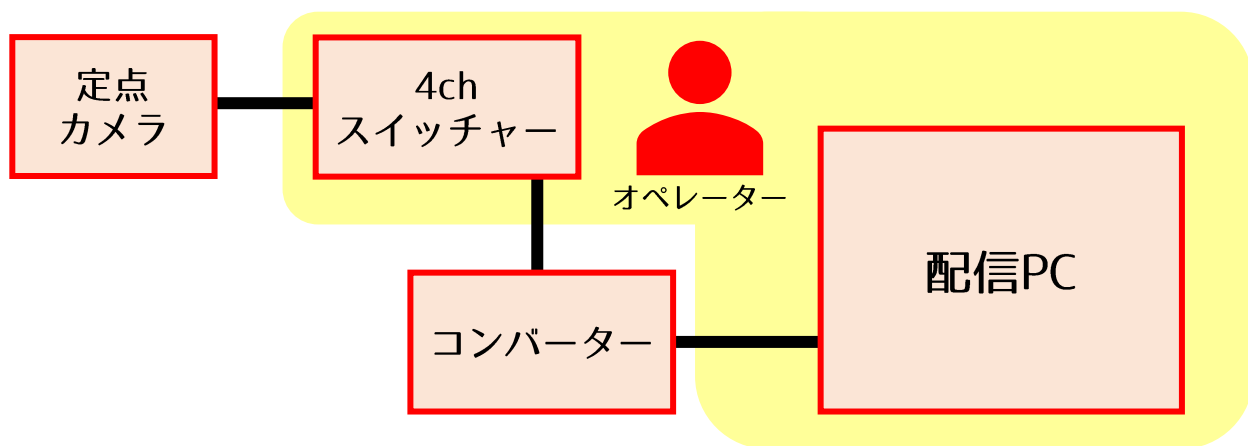 定点
カメラ
4ch
スイッチャー
オペレーター
コンバーター
配信PC